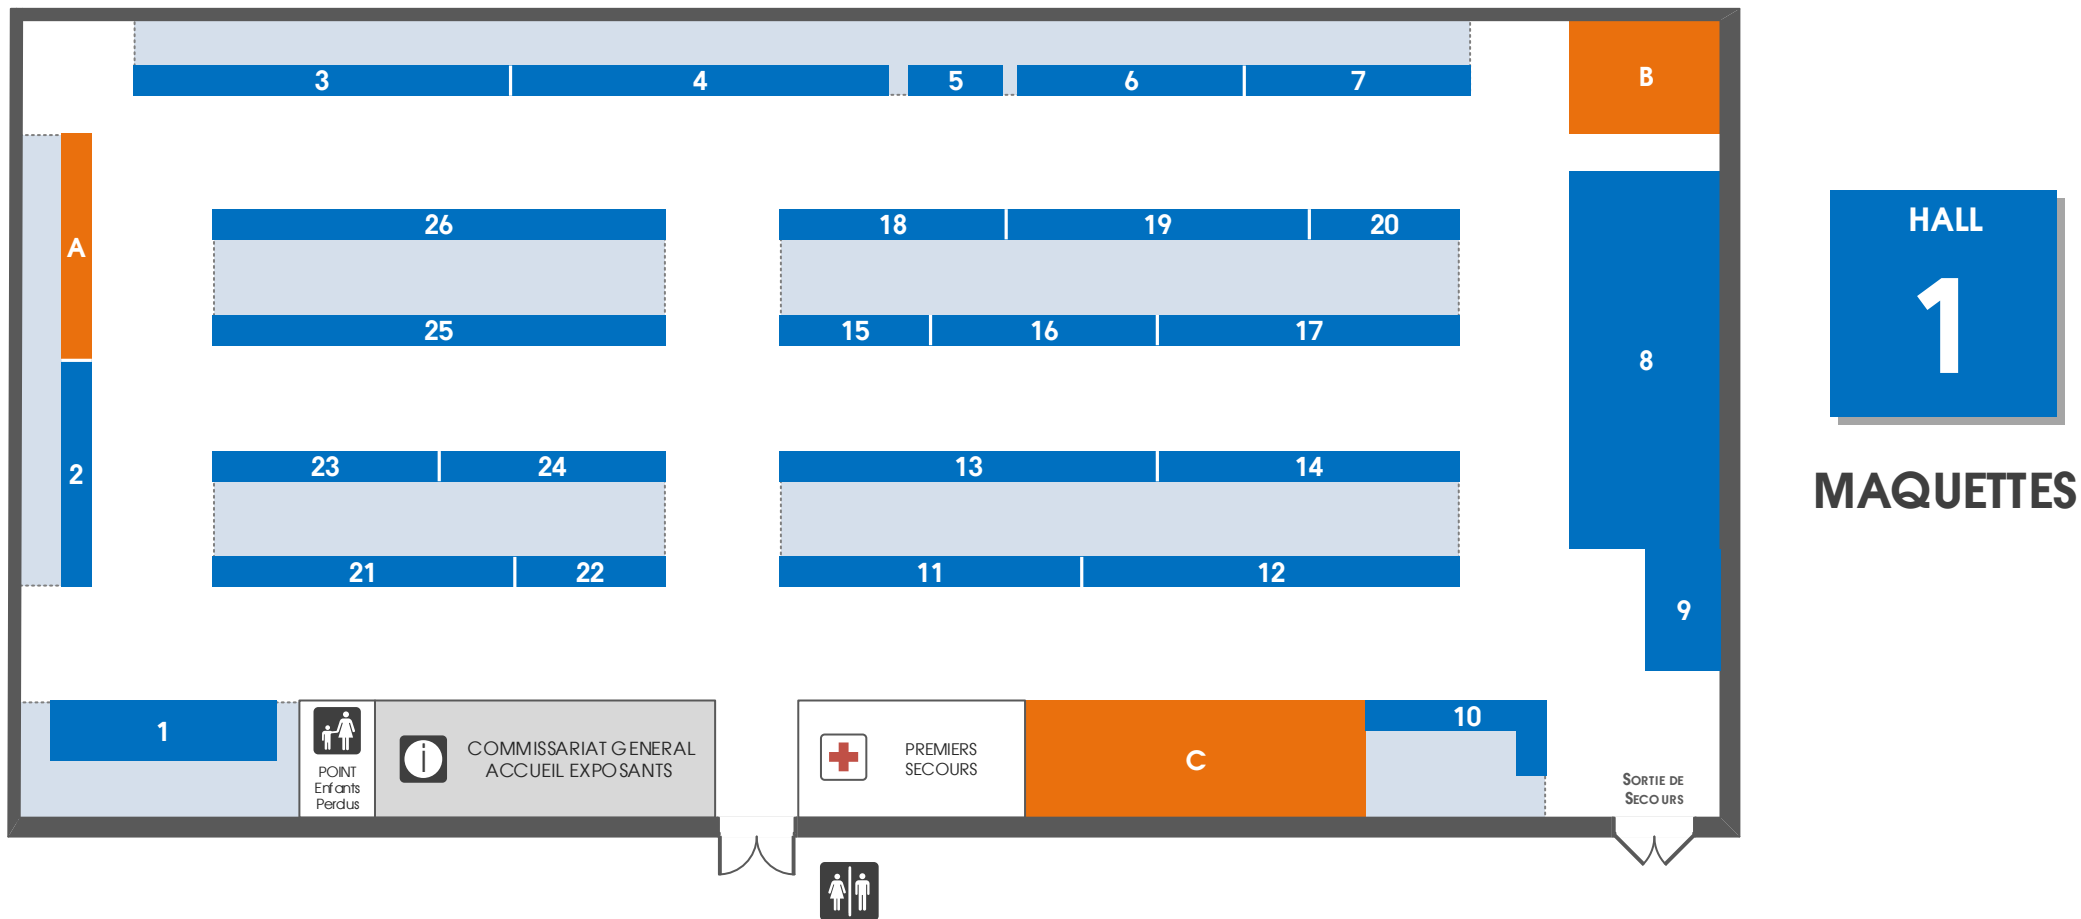 3
4
5
6
7
B
A
26
18
19
20
HALL
1
25
15
16
17
8
2
23
24
13
14
MAQUETTES
21
22
11
12
9
1
POINT
Enfants
Perdus
i
COMMISSARIAT GENERAL
ACCUEIL EXPOSANTS
PREMIERS
SECOURS
C
10
SORTIE DE
SECOURS